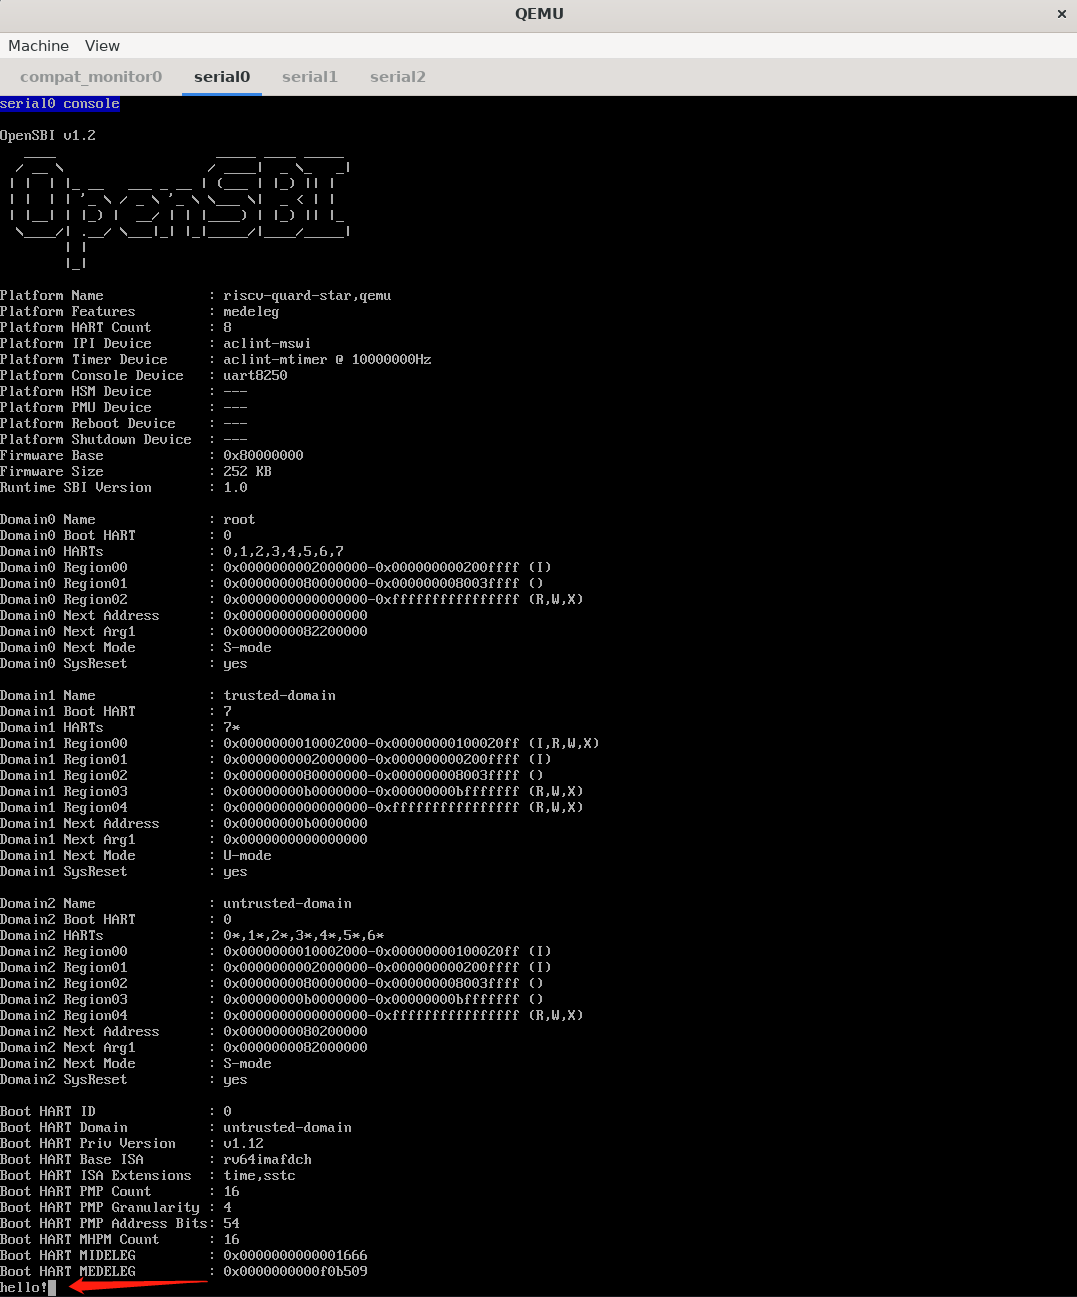 QEMU
Machine View
compat_monitor0 serial0 serial1 serial2
serial0 console
OpenSBI v1.2
OpenSBI
Platform Name : riscv-quard-star,qemu
Platform Features : medeleg
Platform HART Count : 8
Platform IPI Device : aclint-mswi
Platform Timer Device : aclint-mtimer @ 10000000Hz
Platform Console Device : uart8250
Platform HSM Device : ---
Platform PMU Device : ---
Platform Reboot Device : ---
Platform Shutdown Device : ---
Firmware Base : 0x80000000
Firmware Size : 252 KB
Runtime SBI Version : 1.0
Domain0 Name : root
Domain0 Boot HART : 0
Domain0 HARTs : 0,1,2,3,4,5,6,7
Domain0 Region00 : 0x0000000002000000-0x000000000200ffff (I)
Domain0 Region01 : 0x0000000080000000-0x000000008003ffff ()
Domain0 Region02 : 0x0000000000000000-0xffffffffffffffff (R,W,X)
Domain0 Next Address : 0x0000000000000000
Domain0 Next Arg1 : 0x0000000082200000
Domain0 Next Mode : S-mode
Domain0 SysReset : yes
Domain1 Name : trusted-domain
Domain1 Boot HART : 7
Domain1 HARTs : 7*
Domain1 Region00 : 0x0000000010002000-0x00000000100020ff (I,R,W,X)
Domain1 Region01 : 0x0000000002000000-0x000000000200ffff (I)
Domain1 Region02 : 0x0000000080000000-0x000000008003ffff ()
Domain1 Region03 : 0x00000000b0000000-0x00000000bfffffff (R,W,X)
Domain1 Region04 : 0x0000000000000000-0xffffffffffffffff (R,W,X)
Domain1 Next Address : 0x00000000b0000000
Domain1 Next Arg1 : 0x0000000000000000
Domain1 Next Mode : U-mode
Domain1 SysReset : yes
Domain2 Name : untrusted-domain
Domain2 Boot HART : 0
Domain2 HARTs : 0*,1*,2*,3*,4*,5*,6*
Domain2 Region00 : 0x0000000010002000-0x00000000100020ff (I)
Domain2 Region01 : 0x0000000002000000-0x000000000200ffff (I)
Domain2 Region02 : 0x0000000080000000-0x000000008003ffff ()
Domain2 Region03 : 0x00000000b0000000-0x00000000bfffffff ()
Domain2 Region04 : 0x0000000000000000-0xffffffffffffffff (R,W,X)
Domain2 Next Address : 0x0000000080200000
Domain2 Next Arg1 : 0x0000000082000000
Domain2 Next Mode : S-mode
Domain2 SysReset : yes
Boot HART ID : 0
Boot HART Domain : untrusted-domain
Boot HART Priv Version : v1.12
Boot HART Base ISA : rv64imafdch
Boot HART ISA Extensions : time,sstc
Boot HART PMP Count : 16
Boot HART PMP Granularity : 4
Boot HART PMP Address Bits: 54
Boot HART MHPM Count : 16
Boot HART MIDELEG : 0x0000000000001666
Boot HART MEDELEG : 0x0000000000f0b509
hello!